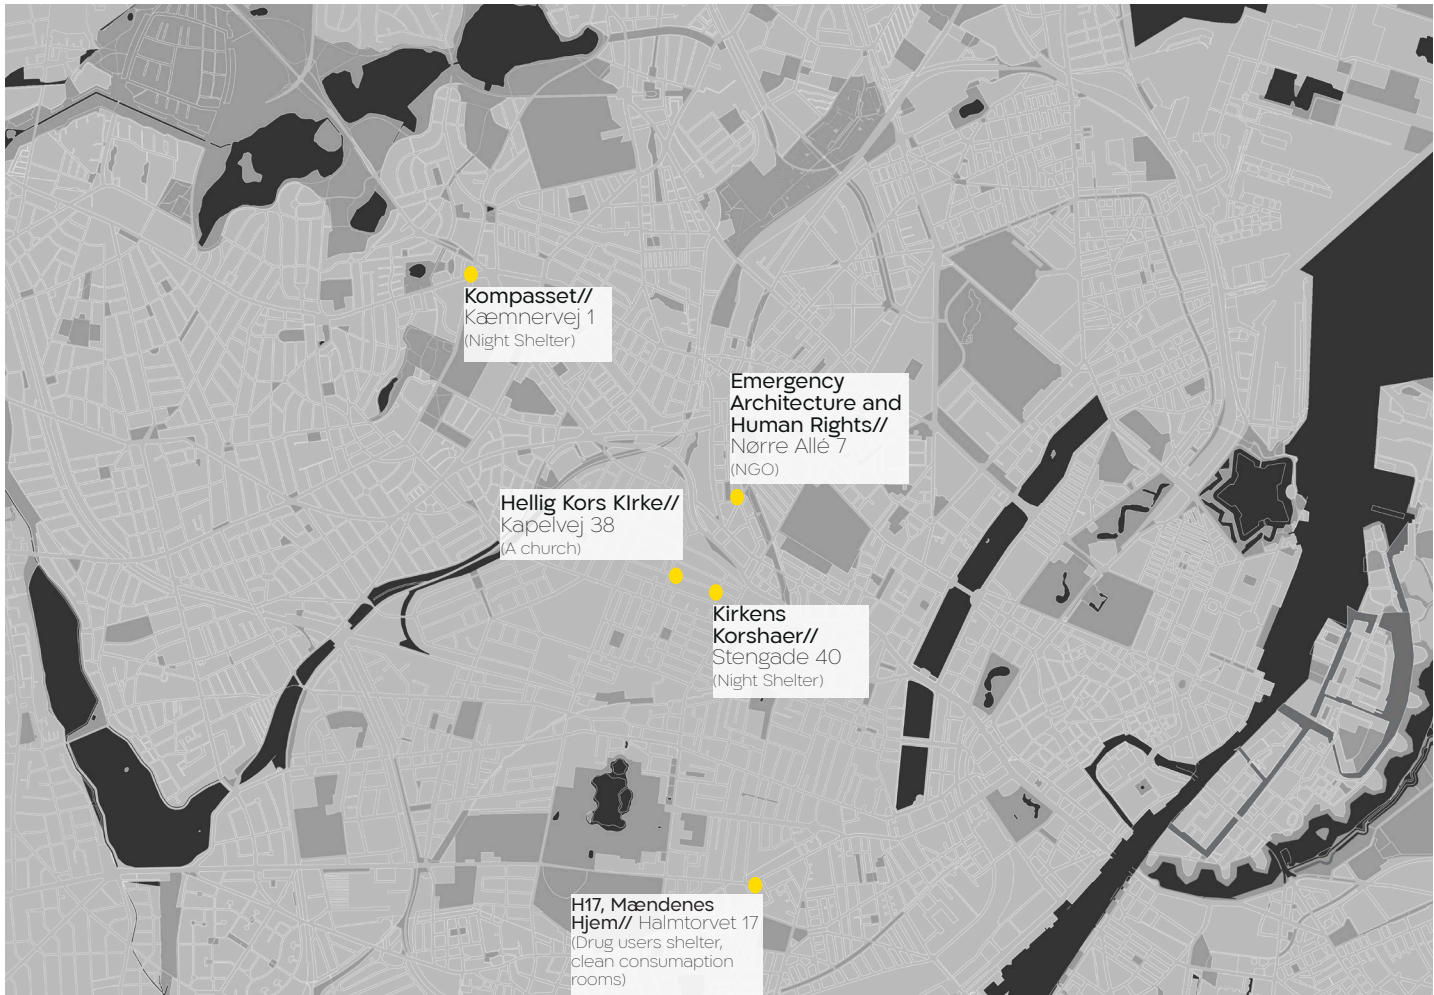 Kompasset//
Kæmnervej 1
(Night Shelter)
Emergency
Architecture and
Human Rights//
Nørre Allé 7
(NGO)
Hellig Kors KIrke//
Kapelvej 38
(A church)
Kirkens
Korshaer//
Stengade 40
(Night Shelter)
H17, Mændenes
Hjem// Halmtorvet 17
(Drug users shelter,
clean consumaption
rooms)